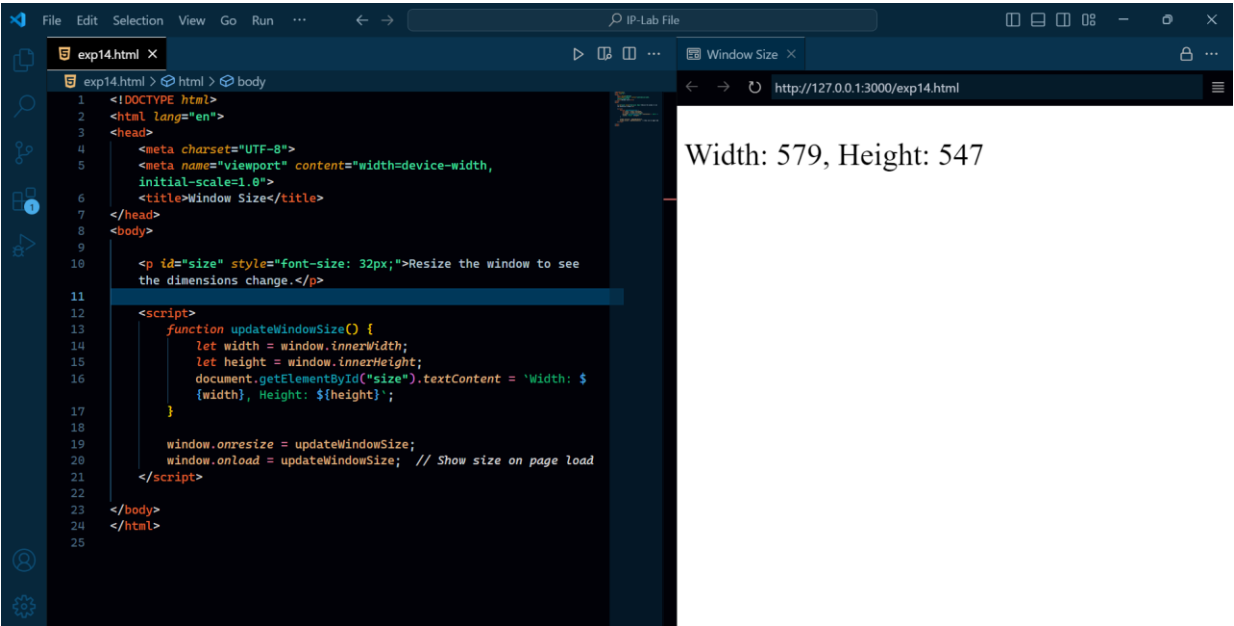 File Edit Selection View Go Run ··· IP-Lab File
exp14.html
exp14.html > html > body
1 <!DOCTYPE html>
2 <html lang="en">
3 <head>
4 <meta charset="UTF-8">
5 <meta name="viewport" content="width=device-width,
initial-scale=1.0">
6 <title>Window Size</title>
7 </head>
8 <body>
9
10 <p id="size" style="font-size: 32px;">Resize the window to see
the dimensions change.</p>
11
12 <script>
13 function updateWindowSize() {
14 let width = window.innerWidth;
15 let height = window.innerHeight;
16 document.getElementById("size").textContent = `Width: $
{width}, Height: ${height}`;
17 }
18
19 window.onresize = updateWindowSize;
20 window.onload = updateWindowSize; // Show size on page load
21 </script>
22
23 </body>
24 </html>
25
1
Window Size
http://127.0.0.1:3000/exp14.html
Width: 579, Height: 547